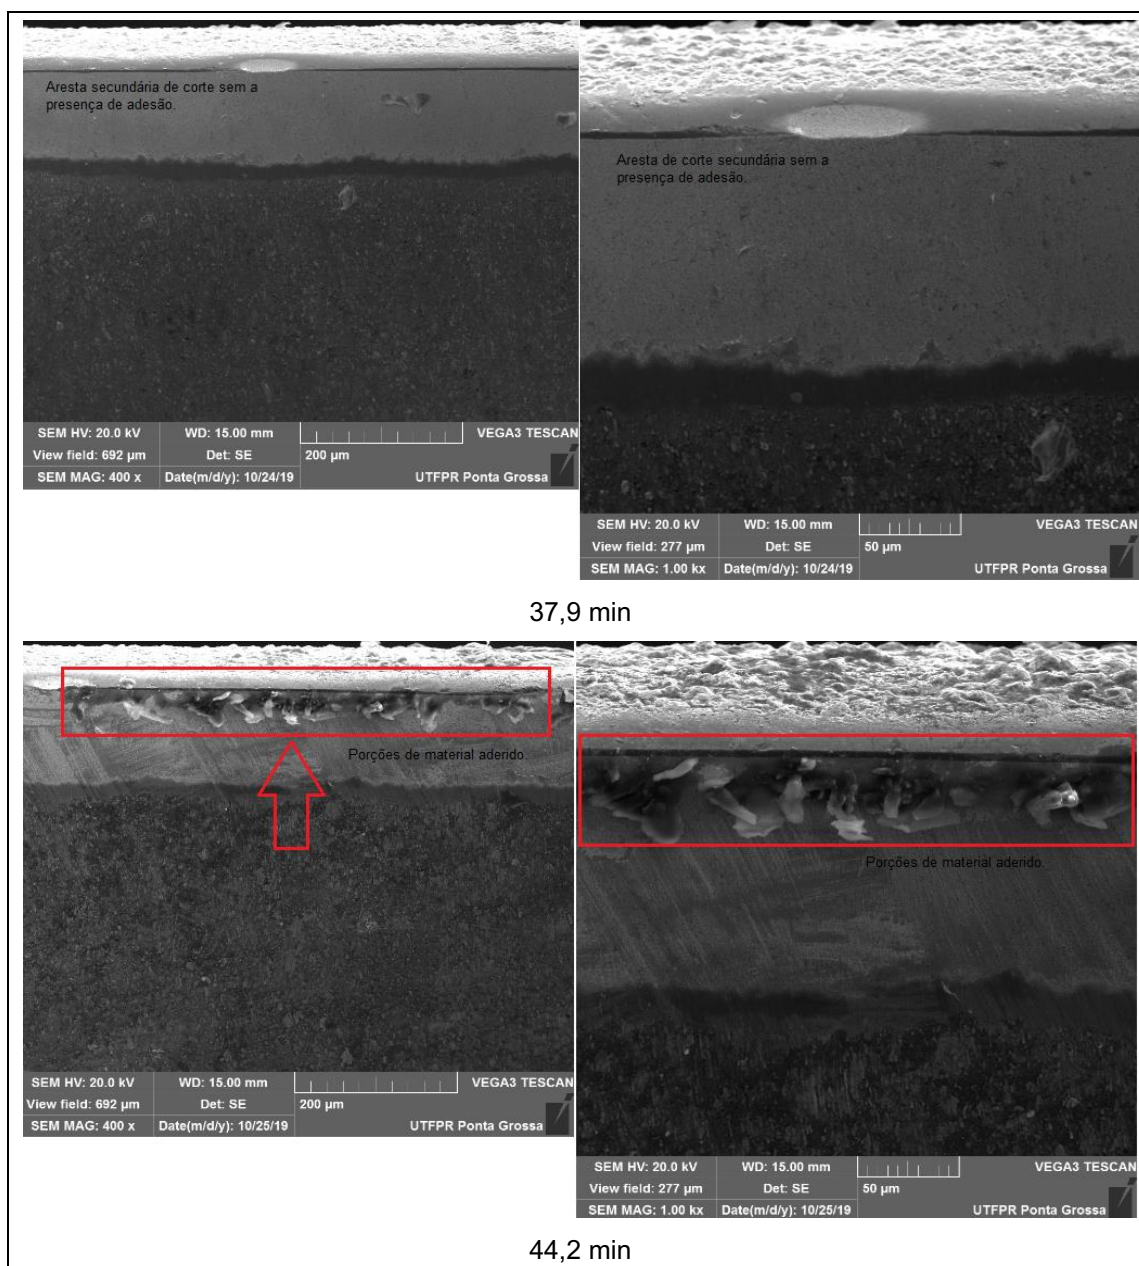 Aresta secundária de corte sem a
presença de adesão.
SEM HV: 20.0 kV WD: 15.00 mm VEGA3 TESCAN
View field: 692 µm Det: SE 200 µm
SEM MAG: 400 x Date(m/d/y): 10/24/19 UTFPR Ponta Grossa
Aresta de corte secundária sem a
presença de adesão.
SEM HV: 20.0 kV WD: 15.00 mm VEGA3 TESCAN
View field: 277 µm Det: SE 50 µm
SEM MAG: 1.00 kx Date(m/d/y): 10/24/19 UTFPR Ponta Grossa
37,9 min
Porções de material aderido.
SEM HV: 20.0 kV WD: 15.00 mm VEGA3 TESCAN
View field: 692 µm Det: SE 200 µm
SEM MAG: 400 x Date(m/d/y): 10/25/19 UTFPR Ponta Grossa
Porções de material aderido.
SEM HV: 20.0 kV WD: 15.00 mm VEGA3 TESCAN
View field: 277 µm Det: SE 50 µm
SEM MAG: 1.00 kx Date(m/d/y): 10/25/19 UTFPR Ponta Grossa
44,2 min